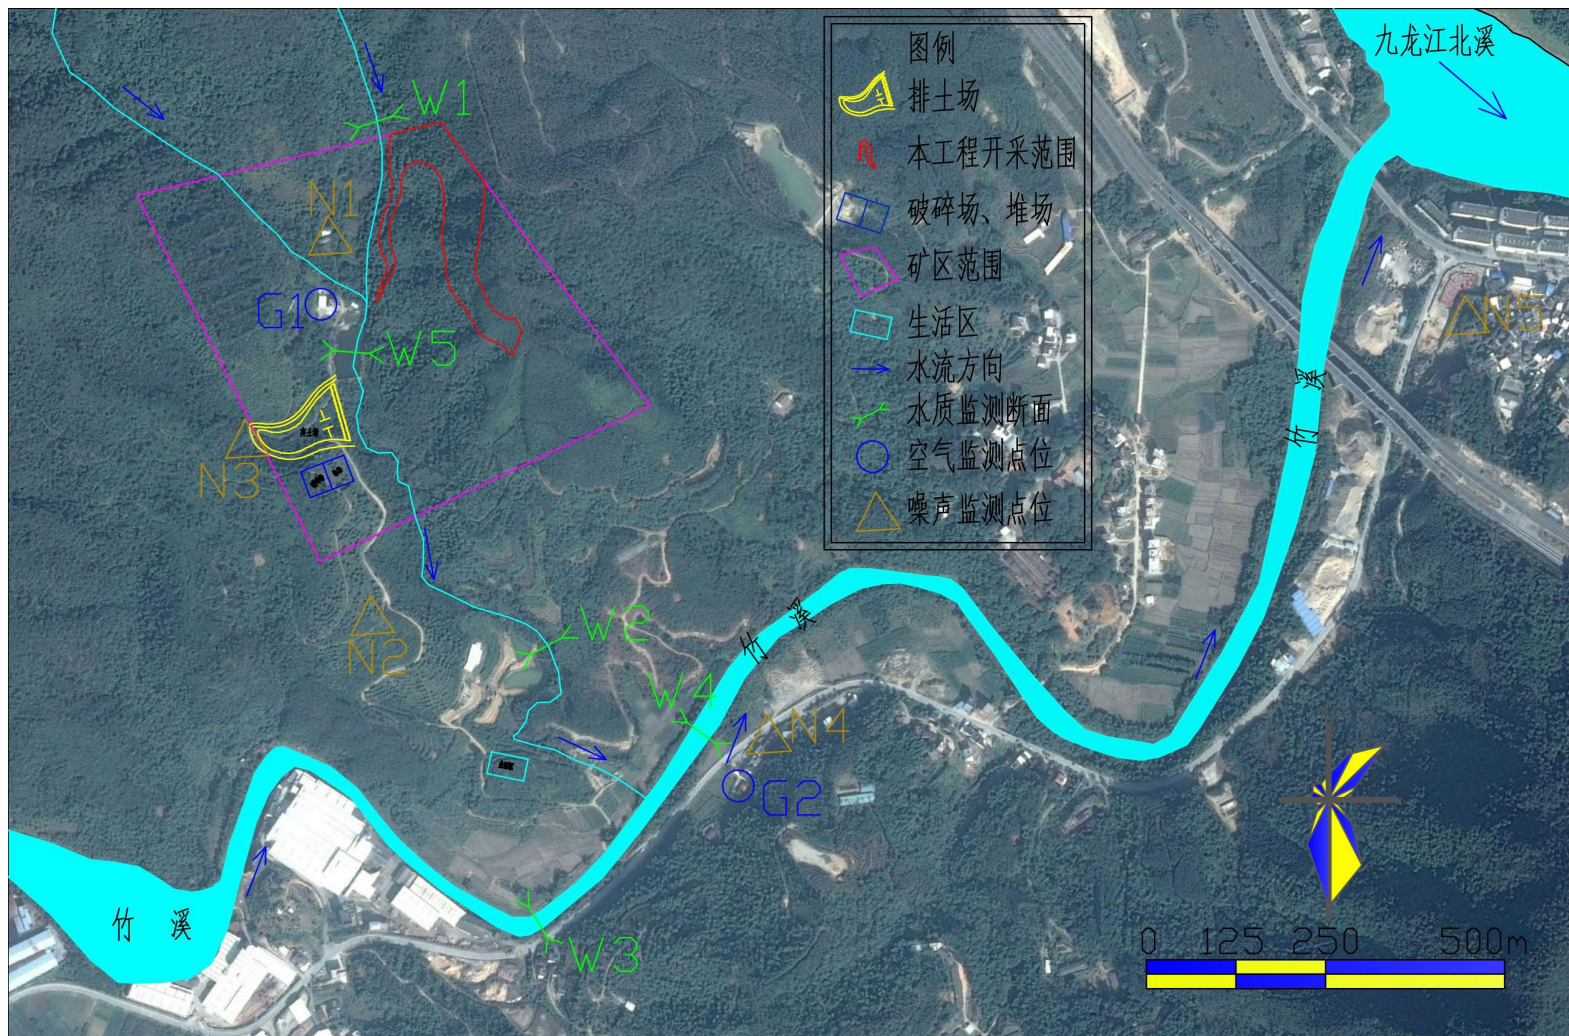 九龙江北溪
图例
排土场
本工程开采范围
破碎场、堆场
矿区范围
生活区
水流方向
水质监测断面
空气监测点位
噪声监测点位
W1
N1
G1
W5
N5
排土场
N3
竹溪
W2
竹溪
N2
W4
N4
G2
竹 溪
W3
0 125 250 500m